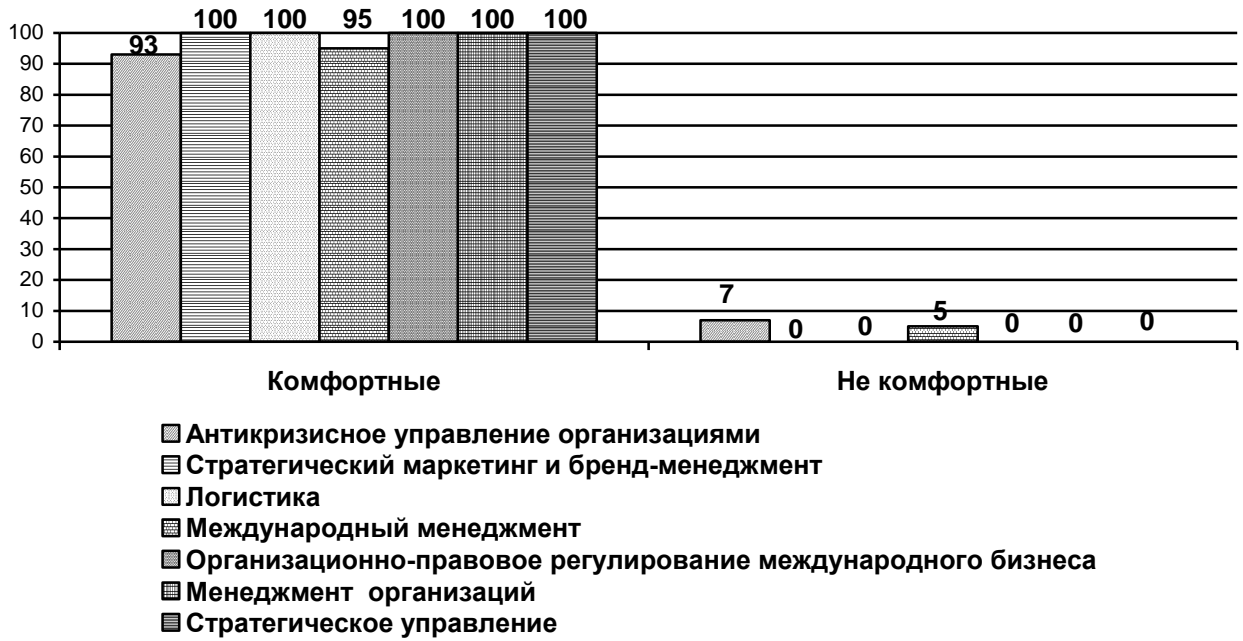 100 100 95 100 100 100
93
100
90
80
70
60
50
40
30
20
10
0
7 0 0 5 0 0 0
Комфортные Не комфортные
Антикризисное управление организациями
Стратегический маркетинг и бренд-менеджмент
Логистика
Международный менеджмент
Организационно-правовое регулирование международного бизнеса
Менеджмент организаций
Стратегическое управление